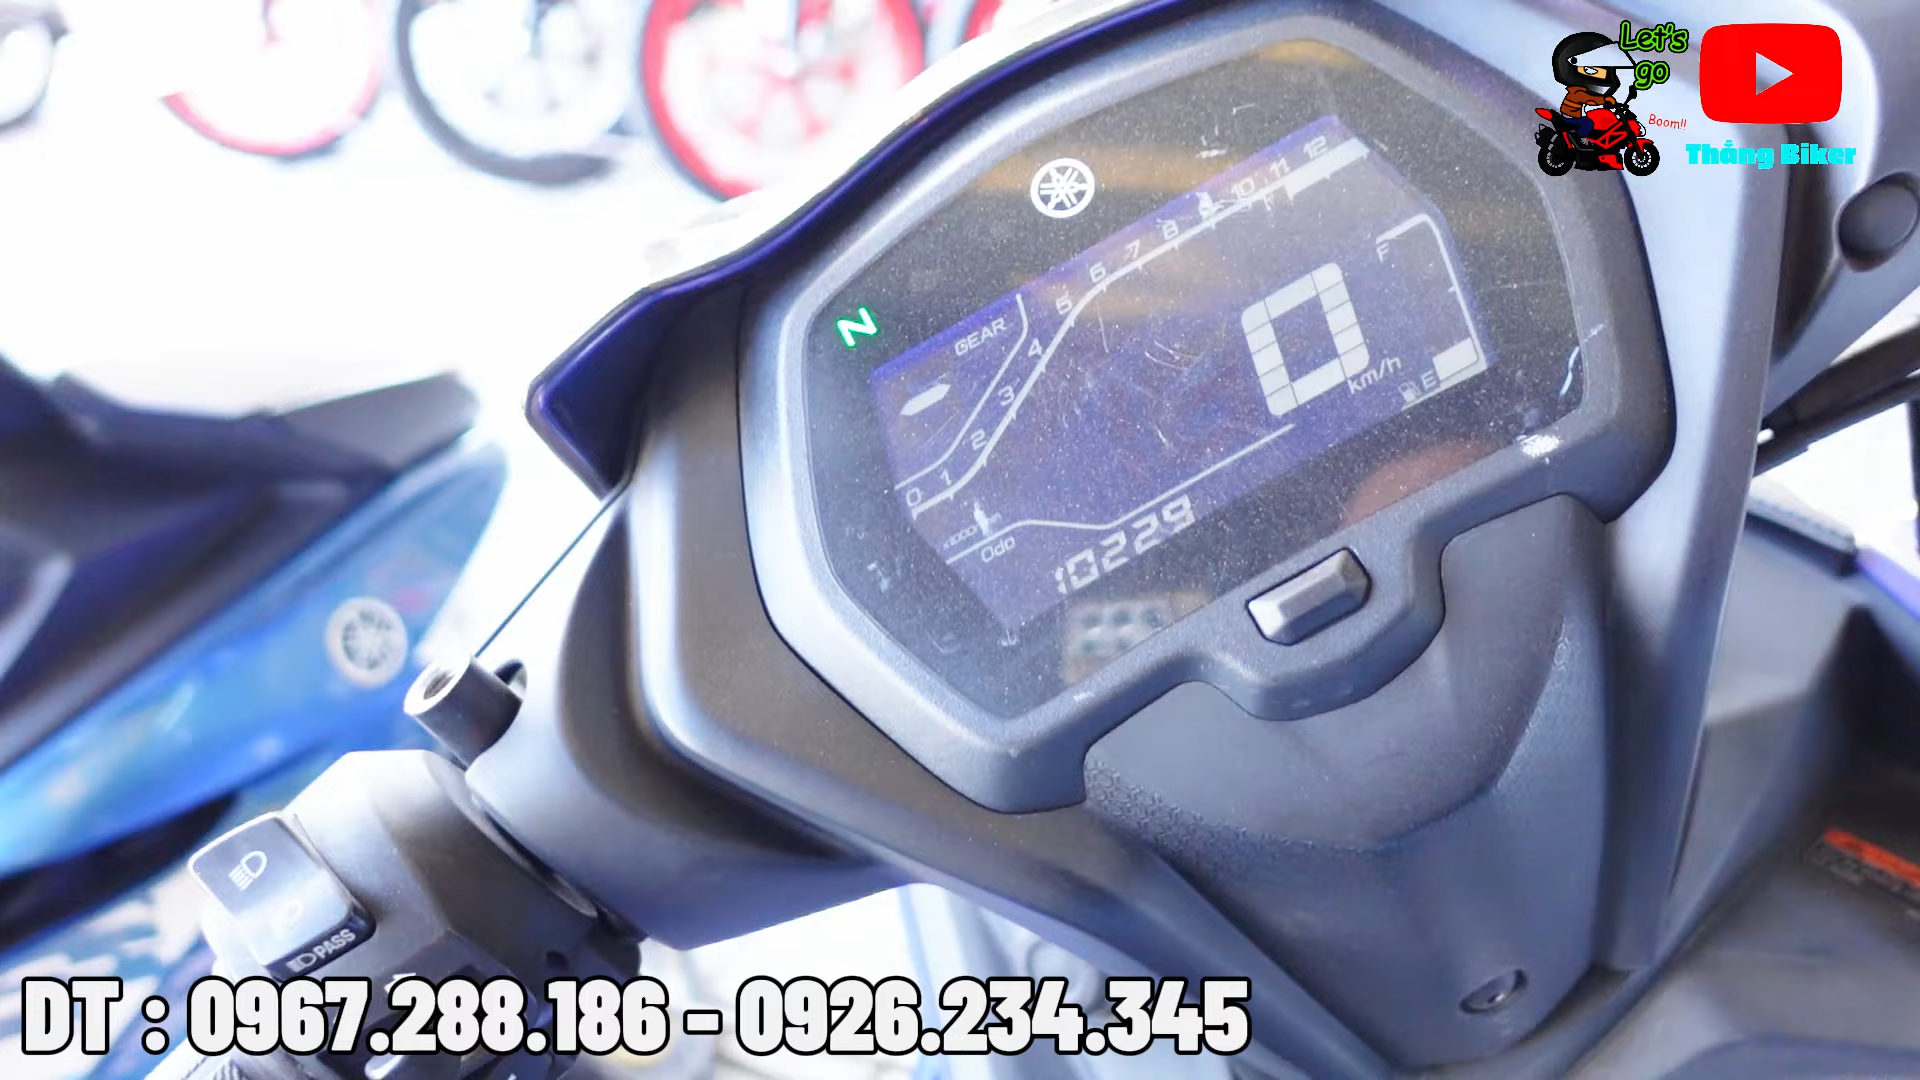 Let's
go
Boom!!
Thắng Biker
N
GEAR
0 1 2 3 4 5 6 7 8 10 11 12
F
0
km/h
E
Odo
10229
PASS
DT : 0967.288.186 - 0926.234.345